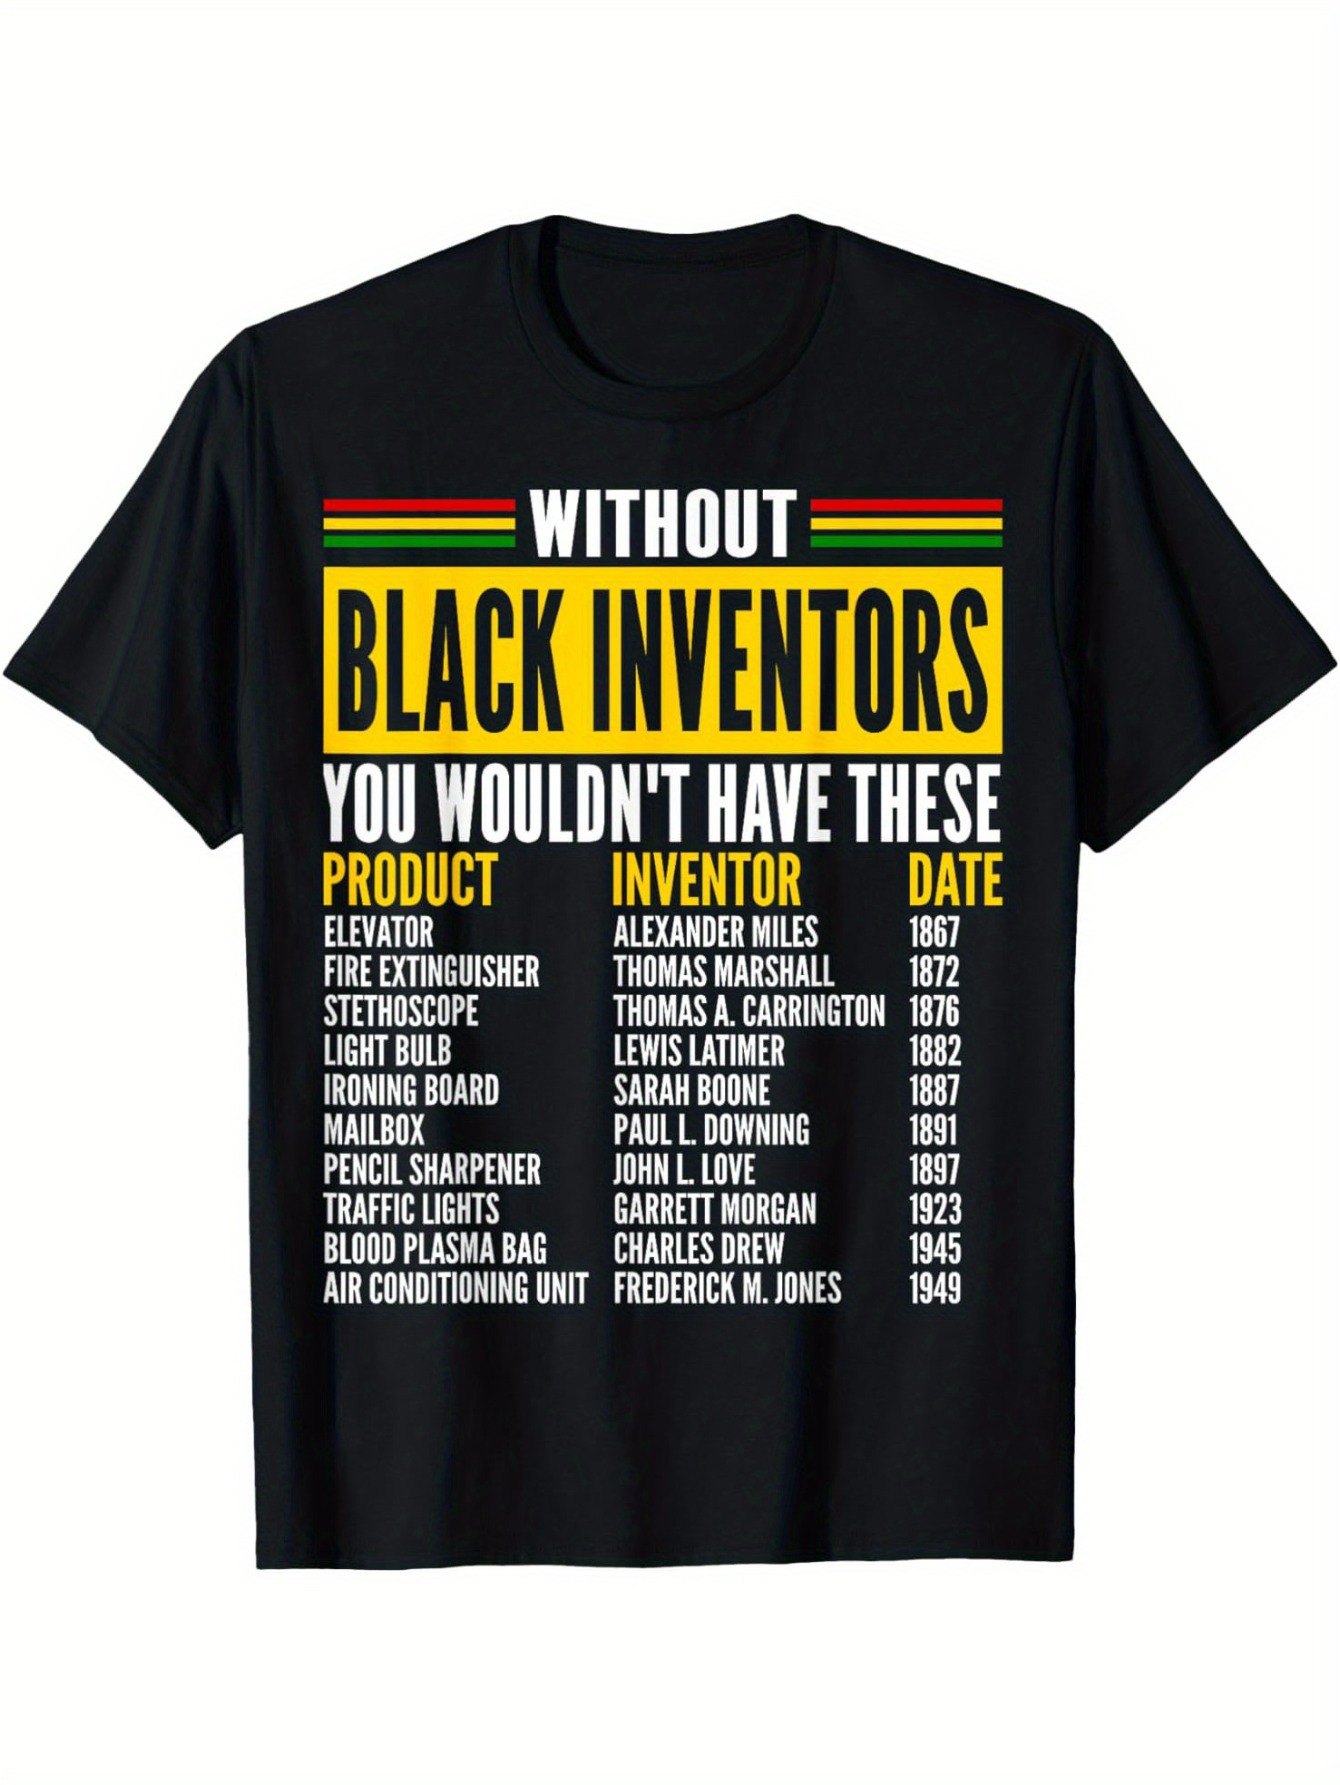 WITHOUT
BLACK INVENTORS
YOU WOULDN'T HAVE THESE
PRODUCT INVENTOR DATE
ELEVATOR ALEXANDER MILES 1867
FIRE EXTINGUISHER THOMAS MARSHALL 1872
STETHOSCOPE THOMAS A. CARRINGTON 1876
LIGHT BULB LEWIS LATIMER 1882
IRONING BOARD SARAH BOONE 1887
MAILBOX PAUL L. DOWNING 1891
PENCIL SHARPENER JOHN L. LOVE 1897
TRAFFIC LIGHTS GARRETT MORGAN 1923
BLOOD PLASMA BAG CHARLES DREW 1945
AIR CONDITIONING UNIT FREDERICK M. JONES 1949